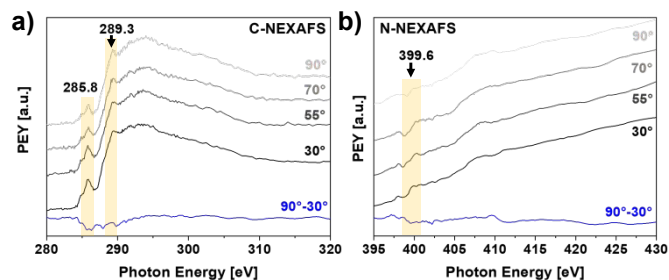 a)
289.3
C-NEXAFS
285.8
90°
70°
55°
30°
90°-30°
PEY [a.u.]
280 290 300 310 320
Photon Energy [eV]
b)
N-NEXAFS
399.6
90°
70°
55°
30°
90°-30°
PEY [a.u.]
395 400 405 410 415 420 425 430
Photon Energy [eV]